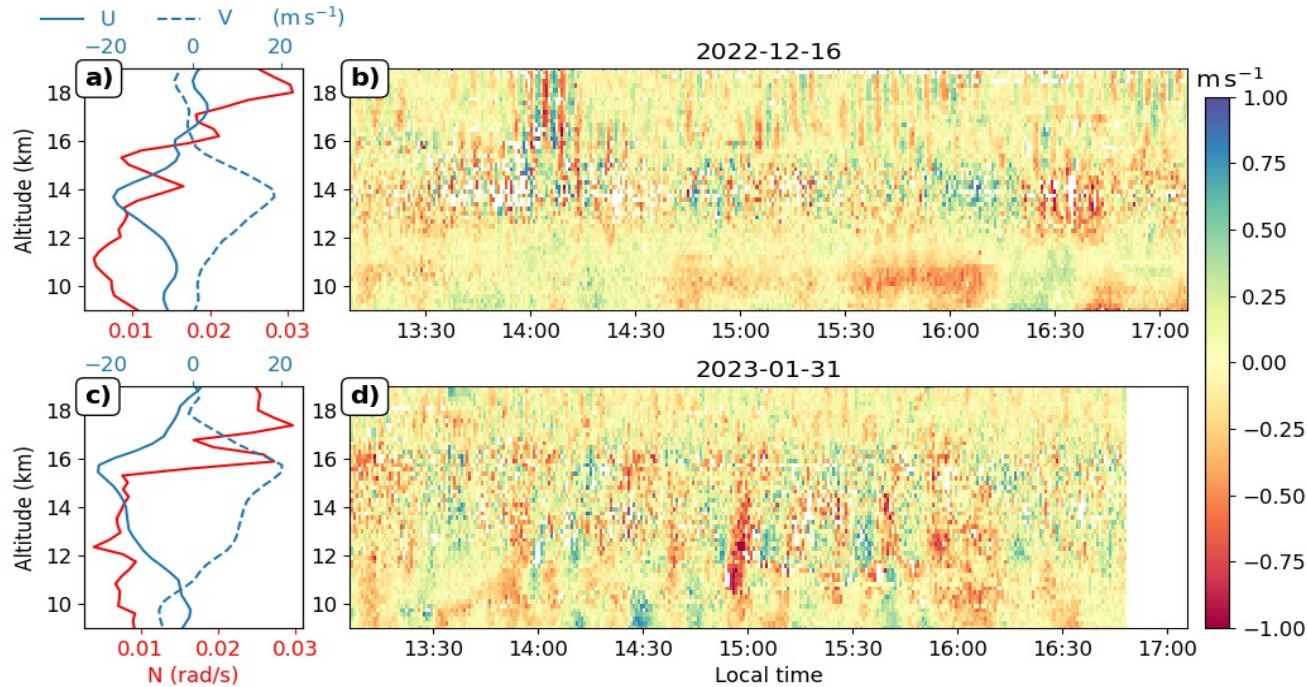 U V (m s⁻¹)
−20 0 20
2022-12-16
a)
b)
m s⁻¹
Altitude (km)
18
16
14
12
10
0.01 0.02 0.03
13:30 14:00 14:30 15:00 15:30 16:00 16:30 17:00
1.00
0.75
0.50
0.25
0.00
−0.25
−0.50
−0.75
−1.00
−20 0 20
2023-01-31
c)
d)
Altitude (km)
18
16
14
12
10
0.01 0.02 0.03
13:30 14:00 14:30 15:00 15:30 16:00 16:30 17:00
N (rad/s)
Local time